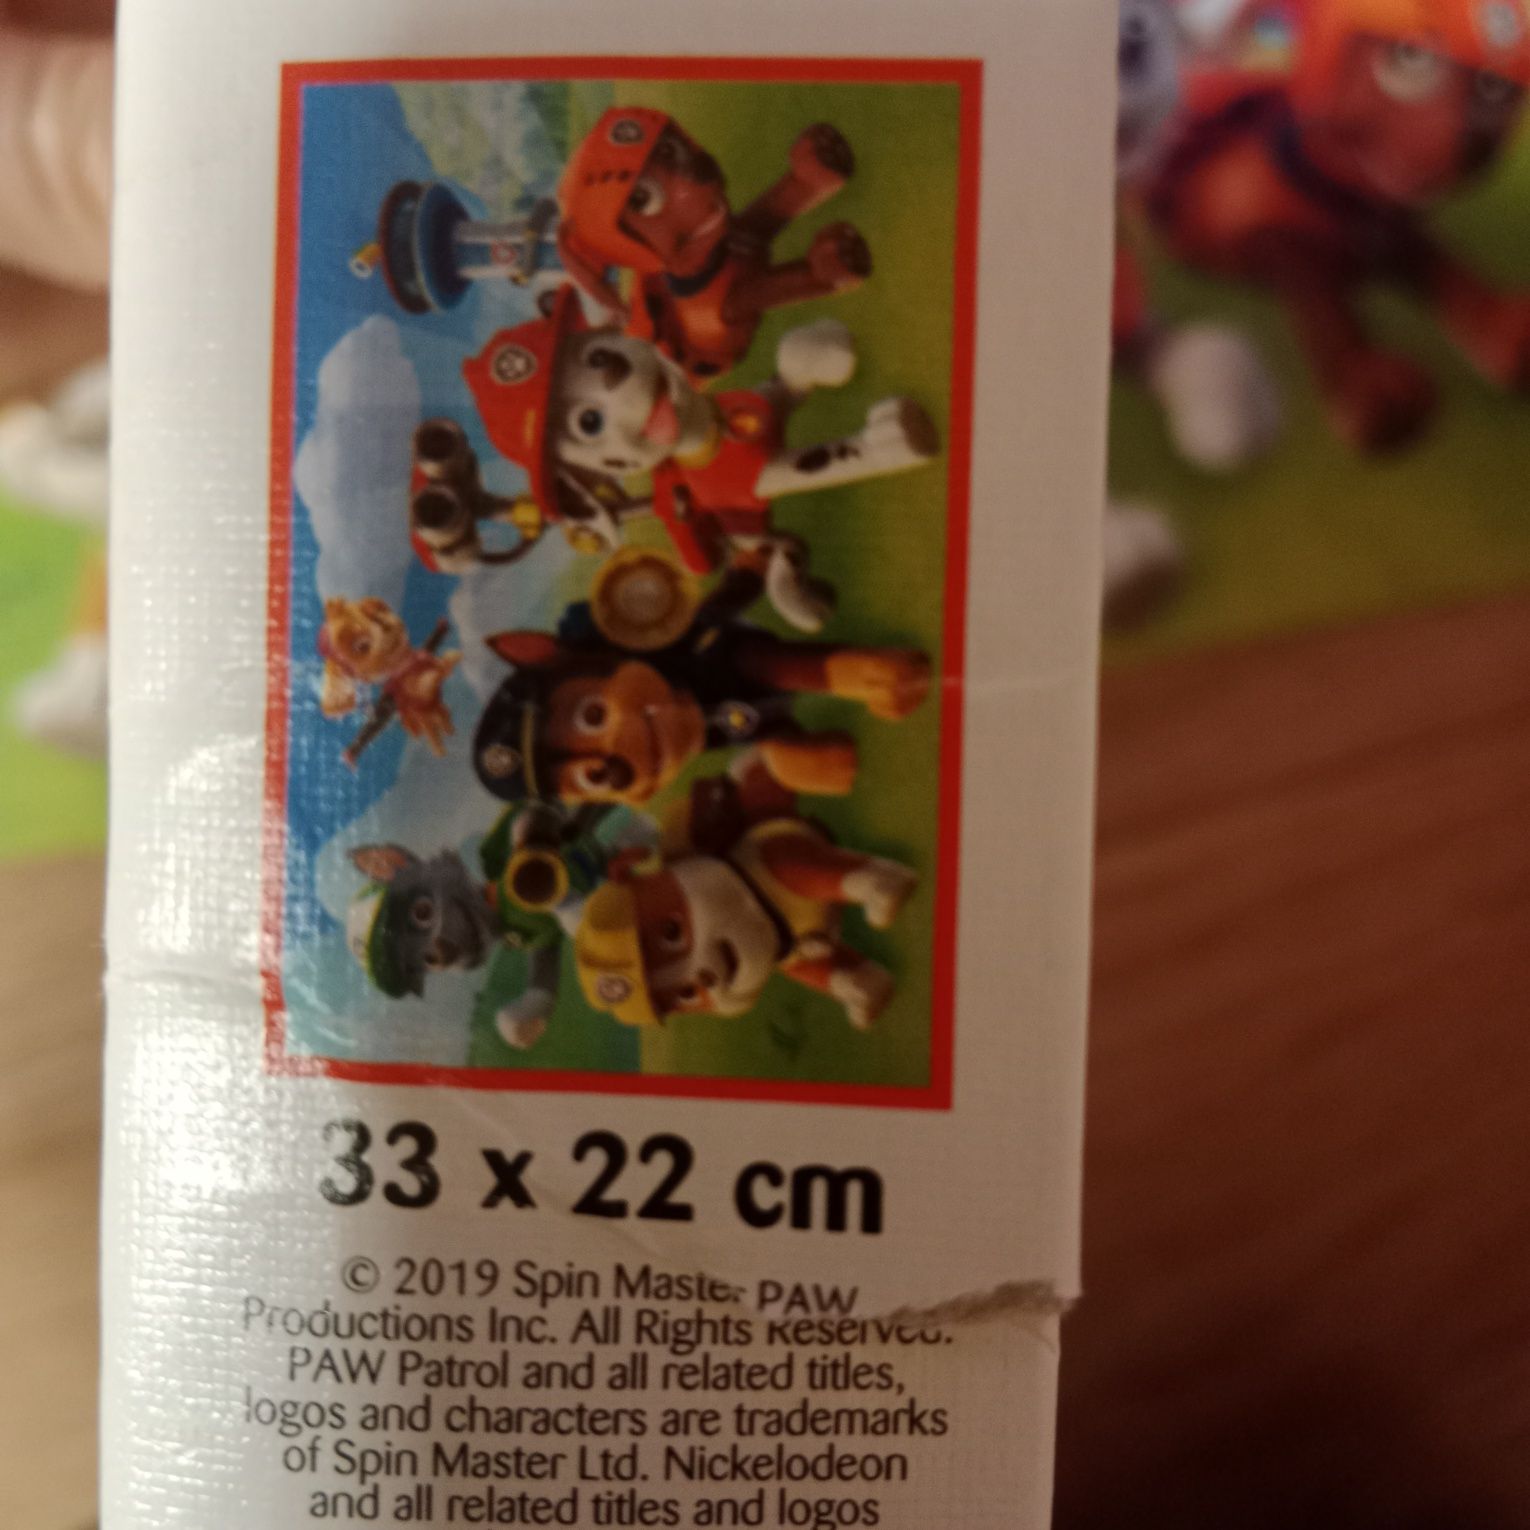 33 x 22 cm
© 2019 Spin Master PAW
Productions Inc. All Rights Reserved.
PAW Patrol and all related titles,
logos and characters are trademarks
of Spin Master Ltd. Nickelodeon
and all related titles and logos